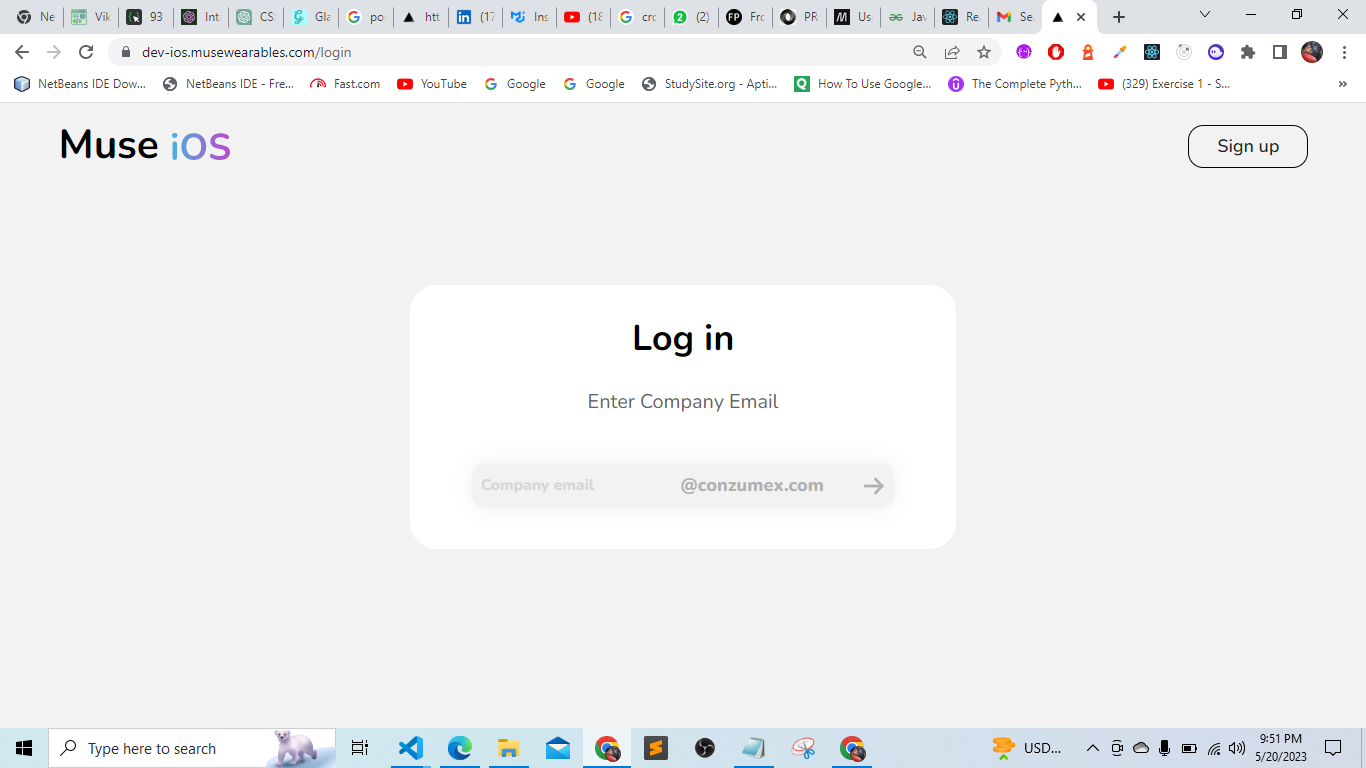 Ne Vik 93 Int CS Gla po htt (17 Ins (18 crc (2) Fro PR Us Jav Re Se
dev-ios.musewearables.com/login
NetBeans IDE Dow... NetBeans IDE - Fre... Fast.com YouTube Google Google StudySite.org - Apti... How To Use Google... The Complete Pyth... (329) Exercise 1 - S... »
Muse iOS
Sign up
Log in
Enter Company Email
Company email @conzumex.com
Type here to search
USD...
9:51 PM
5/20/2023